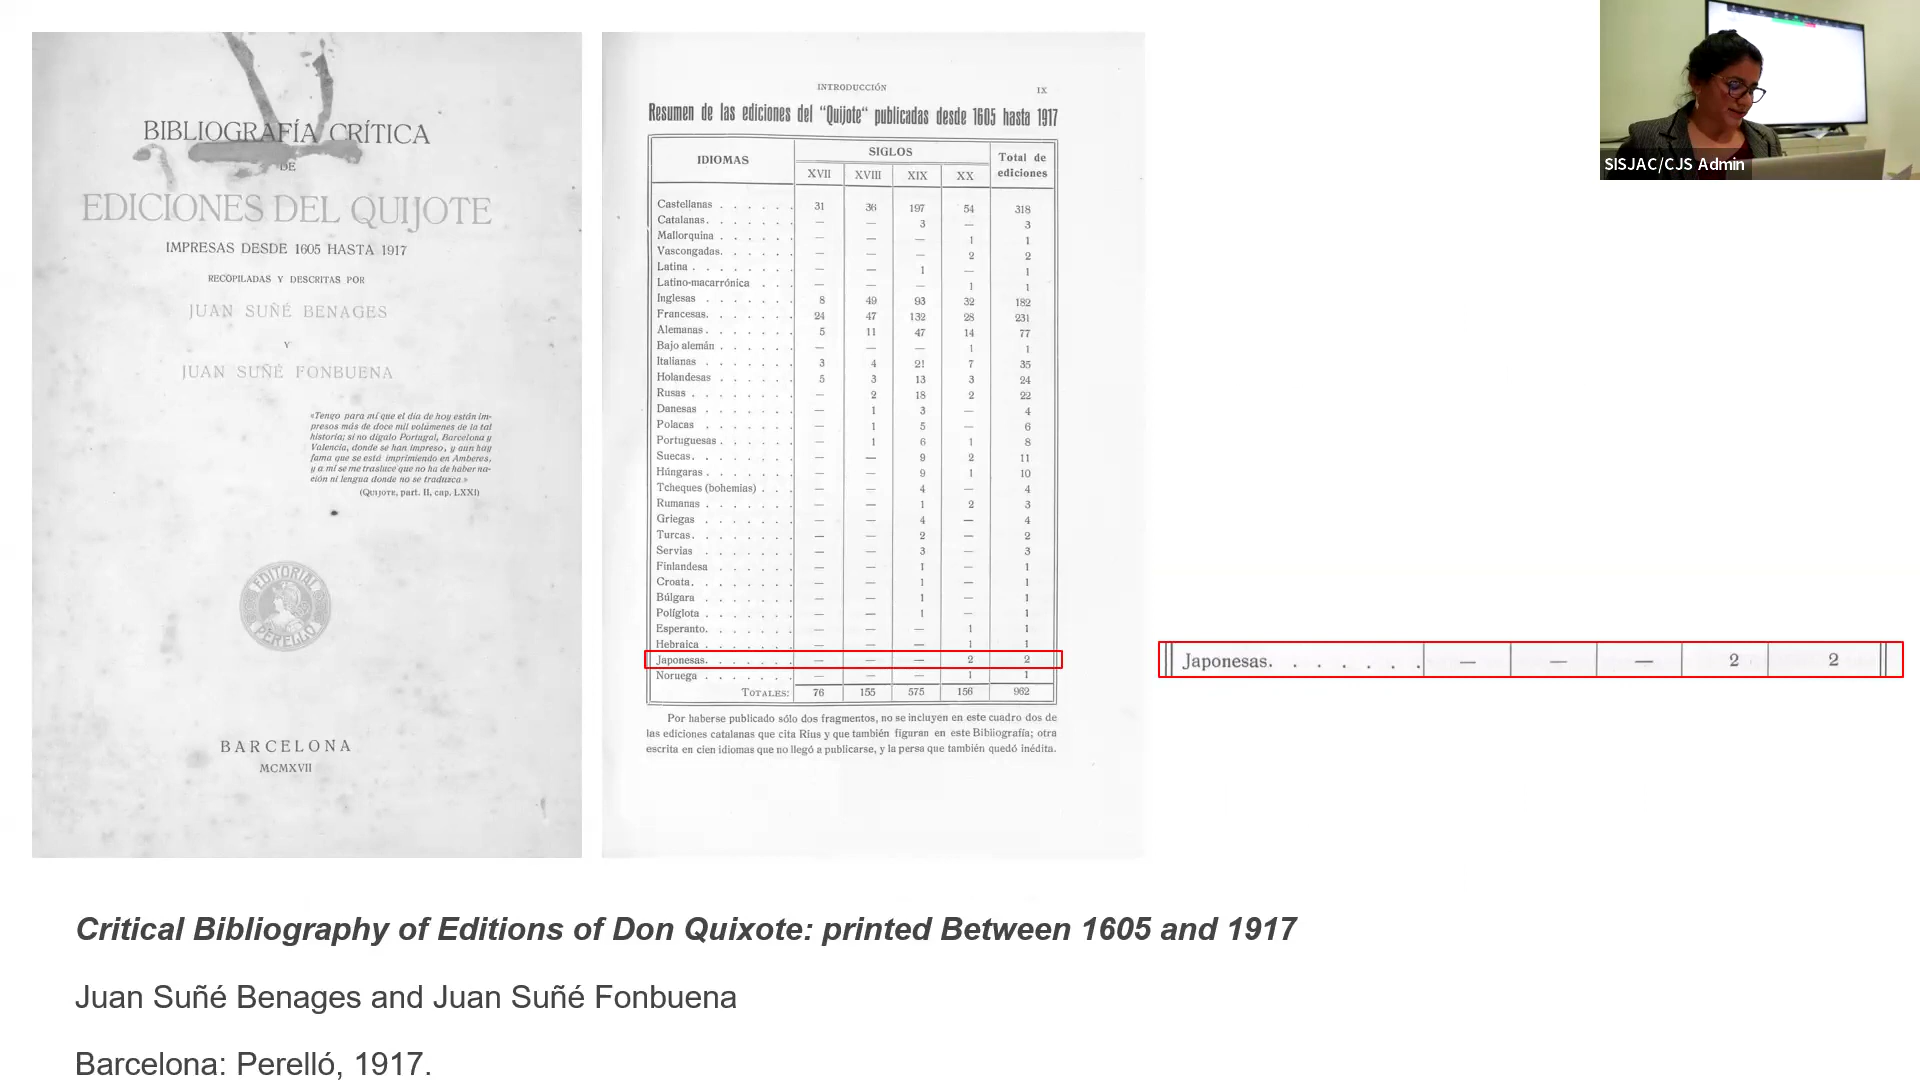 BIBLIOGRAFÍA CRÍTICA
DE
EDICIONES DEL QUIJOTE
IMPRESAS DESDE 1605 HASTA 1917
RECOPILADAS Y DESCRITAS POR
JUAN SUÑÉ BENAGES
Y
JUAN SUÑÉ FONBUENA
«Tengo para mí que el día de hoy están im-
presos más de doce mil volúmenes de la tal
historia; si no dígalo Portugal, Barcelona y
Valencia, donde se han impreso, y aun hay
fama que se está imprimiendo en Amberes,
y a mí se me trasluce que no ha de haber na-
ción ni lengua donde no se traduzca.»
(QUIJOTE, part. II, cap. LXXI)
EDITORIAL
PERELLÓ
BARCELONA
MCMXVII
INTRODUCCIÓN IX
Resumen de las ediciones del "Quijote" publicadas desde 1605 hasta 1917
IDIOMAS SIGLOS Total de ediciones
XVII XVIII XIX XX
Castellanas . . . . . . 31 36 197 54 318
Catalanas. . . . . . . — — 3 — 3
Mallorquina . . . . . — — — 1 1
Vascongadas. . . . . . — — — 2 2
Latina . . . . . . . . — — 1 — 1
Latino-macarrónica . . . — — — 1 1
Inglesas . . . . . . . 8 49 93 32 182
Francesas. . . . . . . 24 47 132 28 231
Alemanas . . . . . . . 5 11 47 14 77
Bajo alemán . . . . . — — — 1 1
Italianas . . . . . . 3 4 21 7 35
Holandesas . . . . . . 5 3 13 3 24
Rusas . . . . . . . . — 2 18 2 22
Danesas . . . . . . . — 1 3 — 4
Polacas . . . . . . . — 1 5 — 6
Portuguesas . . . . . — 1 6 1 8
Suecas. . . . . . . . — — 9 2 11
Húngaras . . . . . . . — — 9 1 10
Tcheques (bohemias) . . . — — 4 — 4
Rumanas . . . . . . . — — 1 2 3
Griegas . . . . . . . — — 4 — 4
Turcas. . . . . . . . — — 2 — 2
Servias . . . . . . . — — 3 — 3
Finlandesa . . . . . . — — 1 — 1
Croata. . . . . . . . — — 1 — 1
Búlgara . . . . . . . — — 1 — 1
Políglota . . . . . . — — 1 — 1
Esperanto. . . . . . . — — — 1 1
Hebraica . . . . . . . — — — 1 1
Japonesas. . . . . . . — — — 2 2
Noruega . . . . . . . — — — 1 1
TOTALES: 76 155 575 156 962
Por haberse publicado sólo dos fragmentos, no se incluyen en este cuadro dos de
las ediciones catalanas que cita Ríus y que también figuran en este Bibliografía; otra
escrita en cien idiomas que no llegó a publicarse, y la persa que también quedó inédita.
Japonesas. . . . . . . — — — 2 2
SISJAC/CJS Admin
Critical Bibliography of Editions of Don Quixote: printed Between 1605 and 1917
Juan Suñé Benages and Juan Suñé Fonbuena
Barcelona: Perelló, 1917.